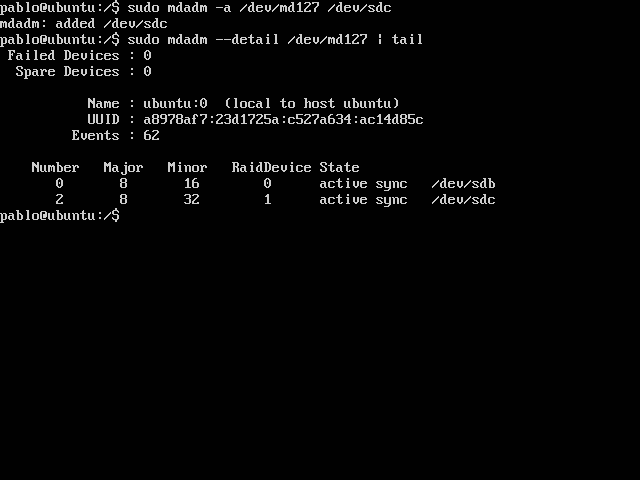 pablo@ubuntu:/$ sudo mdadm -a /dev/md127 /dev/sdc
mdadm: added /dev/sdc
pablo@ubuntu:/$ sudo mdadm --detail /dev/md127 | tail
 Failed Devices : 0
  Spare Devices : 0

           Name : ubuntu:0  (local to host ubuntu)
           UUID : a8978af7:23d1725a:c527a634:ac14d85c
         Events : 62

    Number   Major   Minor   RaidDevice State
       0       8       16        0      active sync   /dev/sdb
       2       8       32        1      active sync   /dev/sdc
pablo@ubuntu:/$